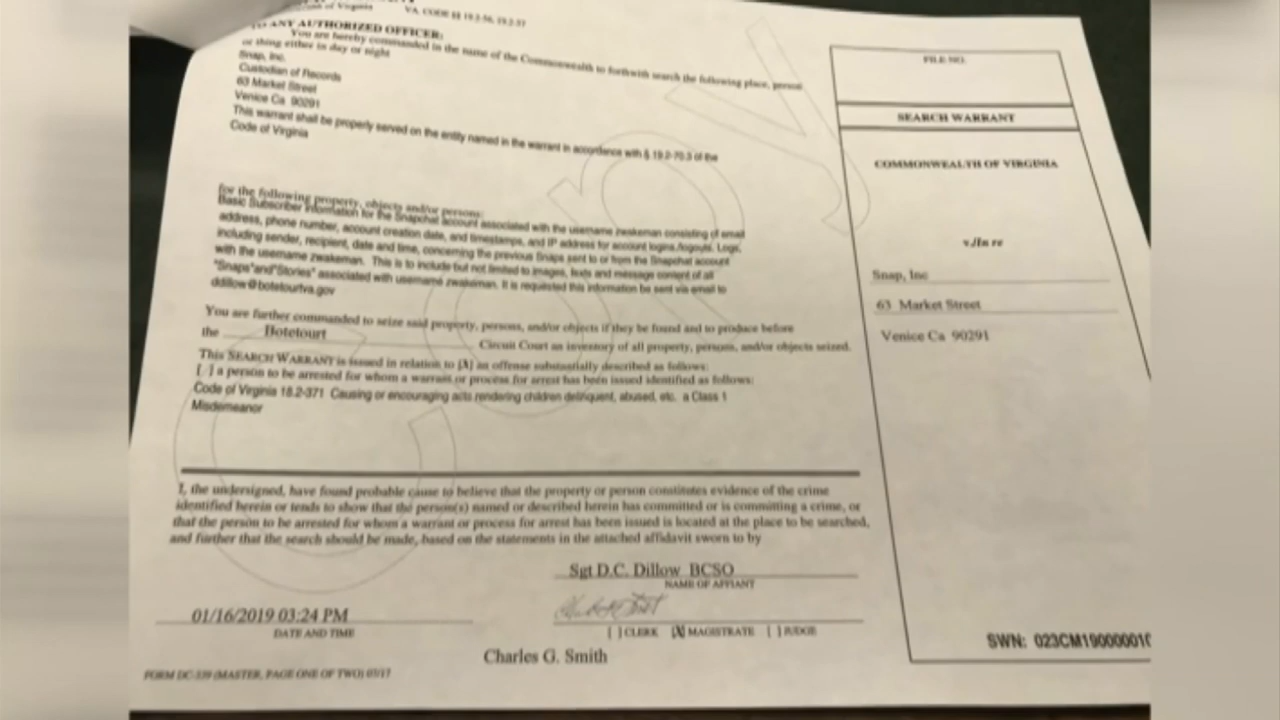 of Virginia VA. CODE §§ 19.2-56, 19.2-57
TO ANY AUTHORIZED OFFICER:
You are hereby commanded in the name of the Commonwealth to forthwith search the following place, person
or thing either in day or night
Snap, Inc.
Custodian of Records
63 Market Street
Venice Ca 90291
This warrant shall be properly served on the entity named in the warrant in accordance with § 19.2-70.3 of the
Code of Virginia
for the following property, objects and/or persons:
Basic Subscriber Information for the Snapchat account associated with the username zwakeman consisting of email
address, phone number, account creation date, and timestamps, and IP address for account logins/logouts. Logs,
including sender, recipient, date and time, concerning the previous Snaps sent to or from the Snapchat account
with the username zwakeman. This is to include but not limited to images, texts and message content of all
"Snaps"and"Stories" associated with username zwakeman. It is requested this information be sent via email to
ddillow@botetourtva.gov
You are further commanded to seize said property, persons, and/or objects if they be found and to produce before
the Botetourt Circuit Court an inventory of all property, persons, and/or objects seized.
This SEARCH WARRANT is issued in relation to [X] an offense substantially described as follows:
[ ] a person to be arrested for whom a warrant or process for arrest has been issued identified as follows:
Code of Virginia 18.2-371 Causing or encouraging acts rendering children delinquent, abused, etc. a Class 1
Misdemeanor
I, the undersigned, have found probable cause to believe that the property or person constitutes evidence of the crime
identified herein or tends to show that the person(s) named or described herein has committed or is committing a crime, or
that the person to be arrested for whom a warrant or process for arrest has been issued is located at the place to be searched,
and further that the search should be made, based on the statements in the attached affidavit sworn to by
Sgt D.C. Dillow BCSO
NAME OF AFFIANT
01/16/2019 03:24 PM
DATE AND TIME
[ ] CLERK [X] MAGISTRATE [ ] JUDGE
Charles G. Smith
FORM DC-339 (MASTER, PAGE ONE OF TWO) 07/17
FILE NO.
SEARCH WARRANT
COMMONWEALTH OF VIRGINIA
v./In re
Snap, Inc
63 Market Street
Venice Ca 90291
SWN: 023CM190000010
Copy